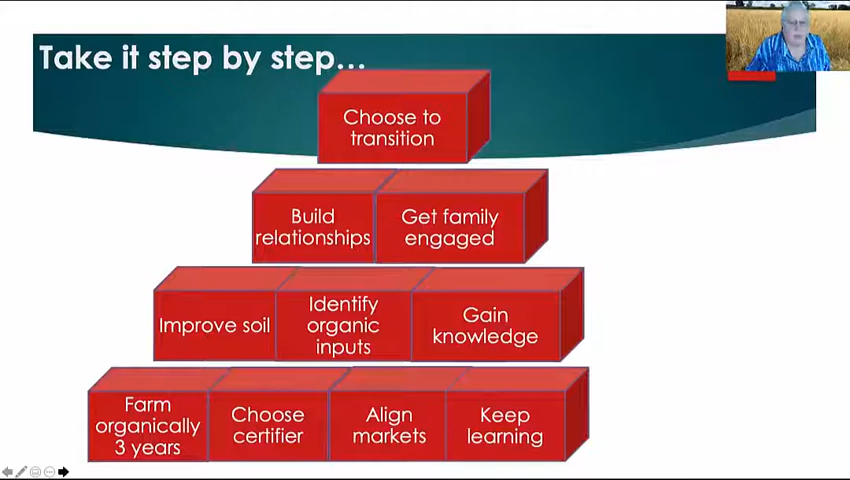 Take it step by step...
Choose to
transition
Build
relationships
Get family
engaged
Improve soil
Identify
organic
inputs
Gain
knowledge
Farm
organically
3 years
Choose
certifier
Align
markets
Keep
learning